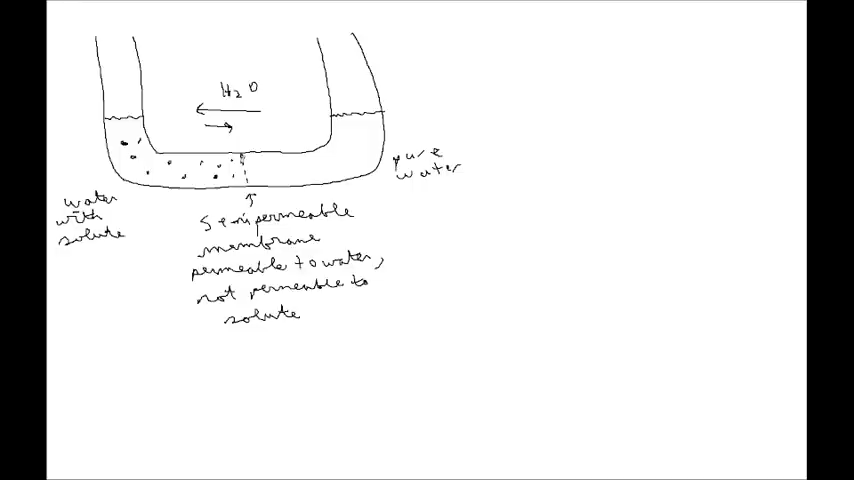 H₂O
pure
water
water
with
solute
semipermeable
membrane
permeable to water,
not permeable to
solute